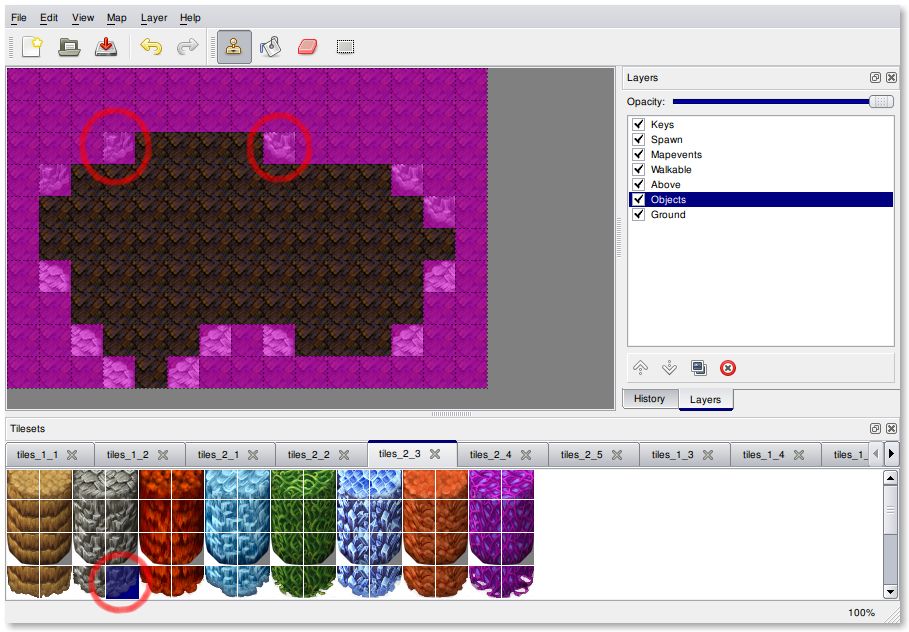 File Edit View Map Layer Help
Layers
Opacity:
Keys
Spawn
Mapevents
Walkable
Above
Objects
Ground
History Layers
Tilesets
tiles_1_1 tiles_1_2 tiles_2_1 tiles_2_2 tiles_2_3 tiles_2_4 tiles_2_5 tiles_1_3 tiles_1_4 tiles_1_
100%